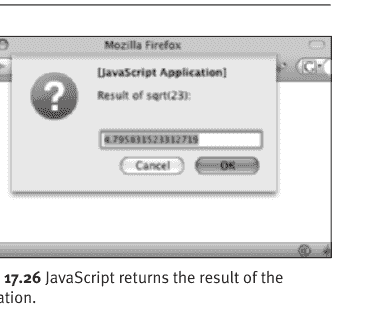 Mozilla Firefox
[JavaScript Application]
Result of sqrt(23):
4.795831523312719
Cancel OK
17.26 JavaScript returns the result of the
ation.